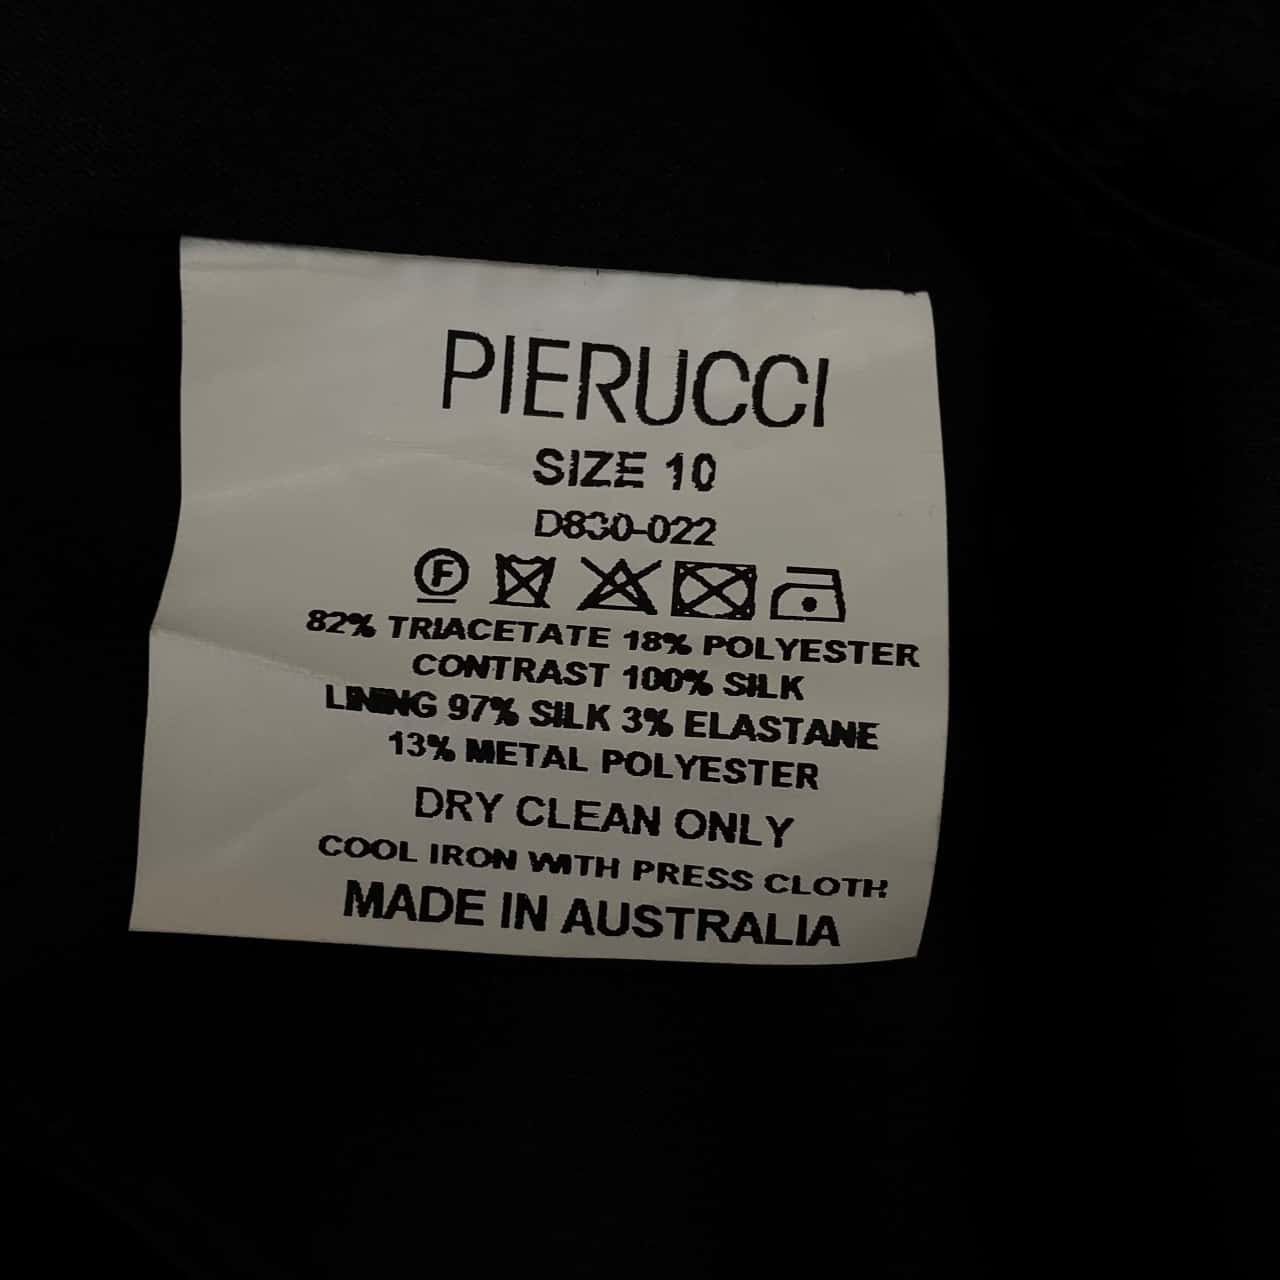 PIERUCCI
SIZE 10
D830-022
F
82% TRIACETATE 18% POLYESTER
CONTRAST 100% SILK
LINING 97% SILK 3% ELASTANE
13% METAL POLYESTER
DRY CLEAN ONLY
COOL IRON WITH PRESS CLOTH
MADE IN AUSTRALIA